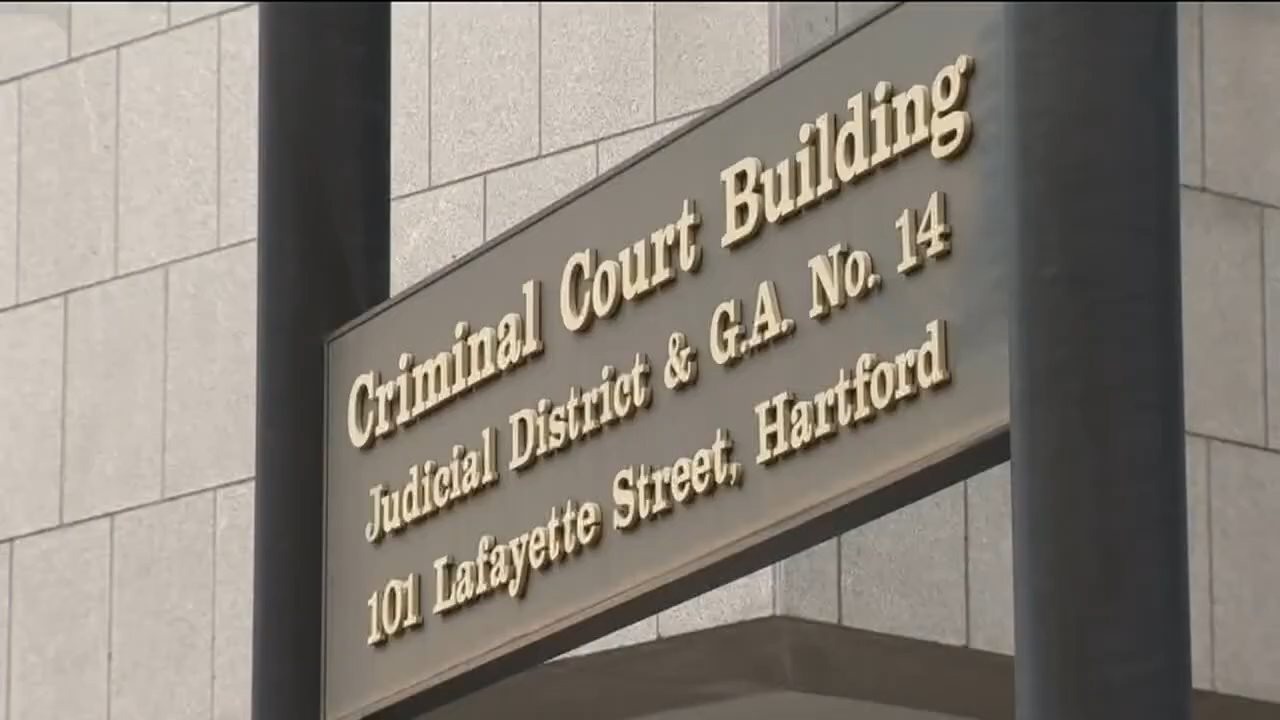 Criminal Court Building
Judicial District & G.A. No. 14
101 Lafayette Street, Hartford